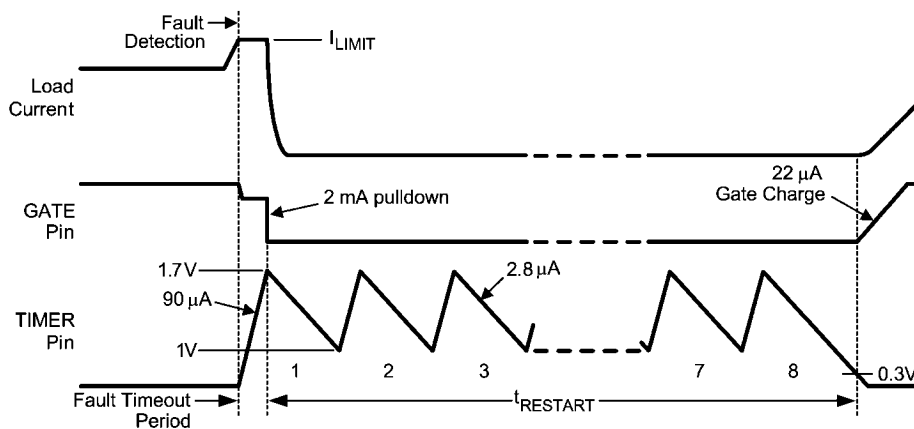 Fault
Detection
ILIMIT
Load
Current
22 µA
Gate Charge
2 mA pulldown
GATE
Pin
1.7V
2.8 µA
90 µA
TIMER
Pin
1V
1
2
3
7
8
0.3V
Fault Timeout
Period
tRESTART